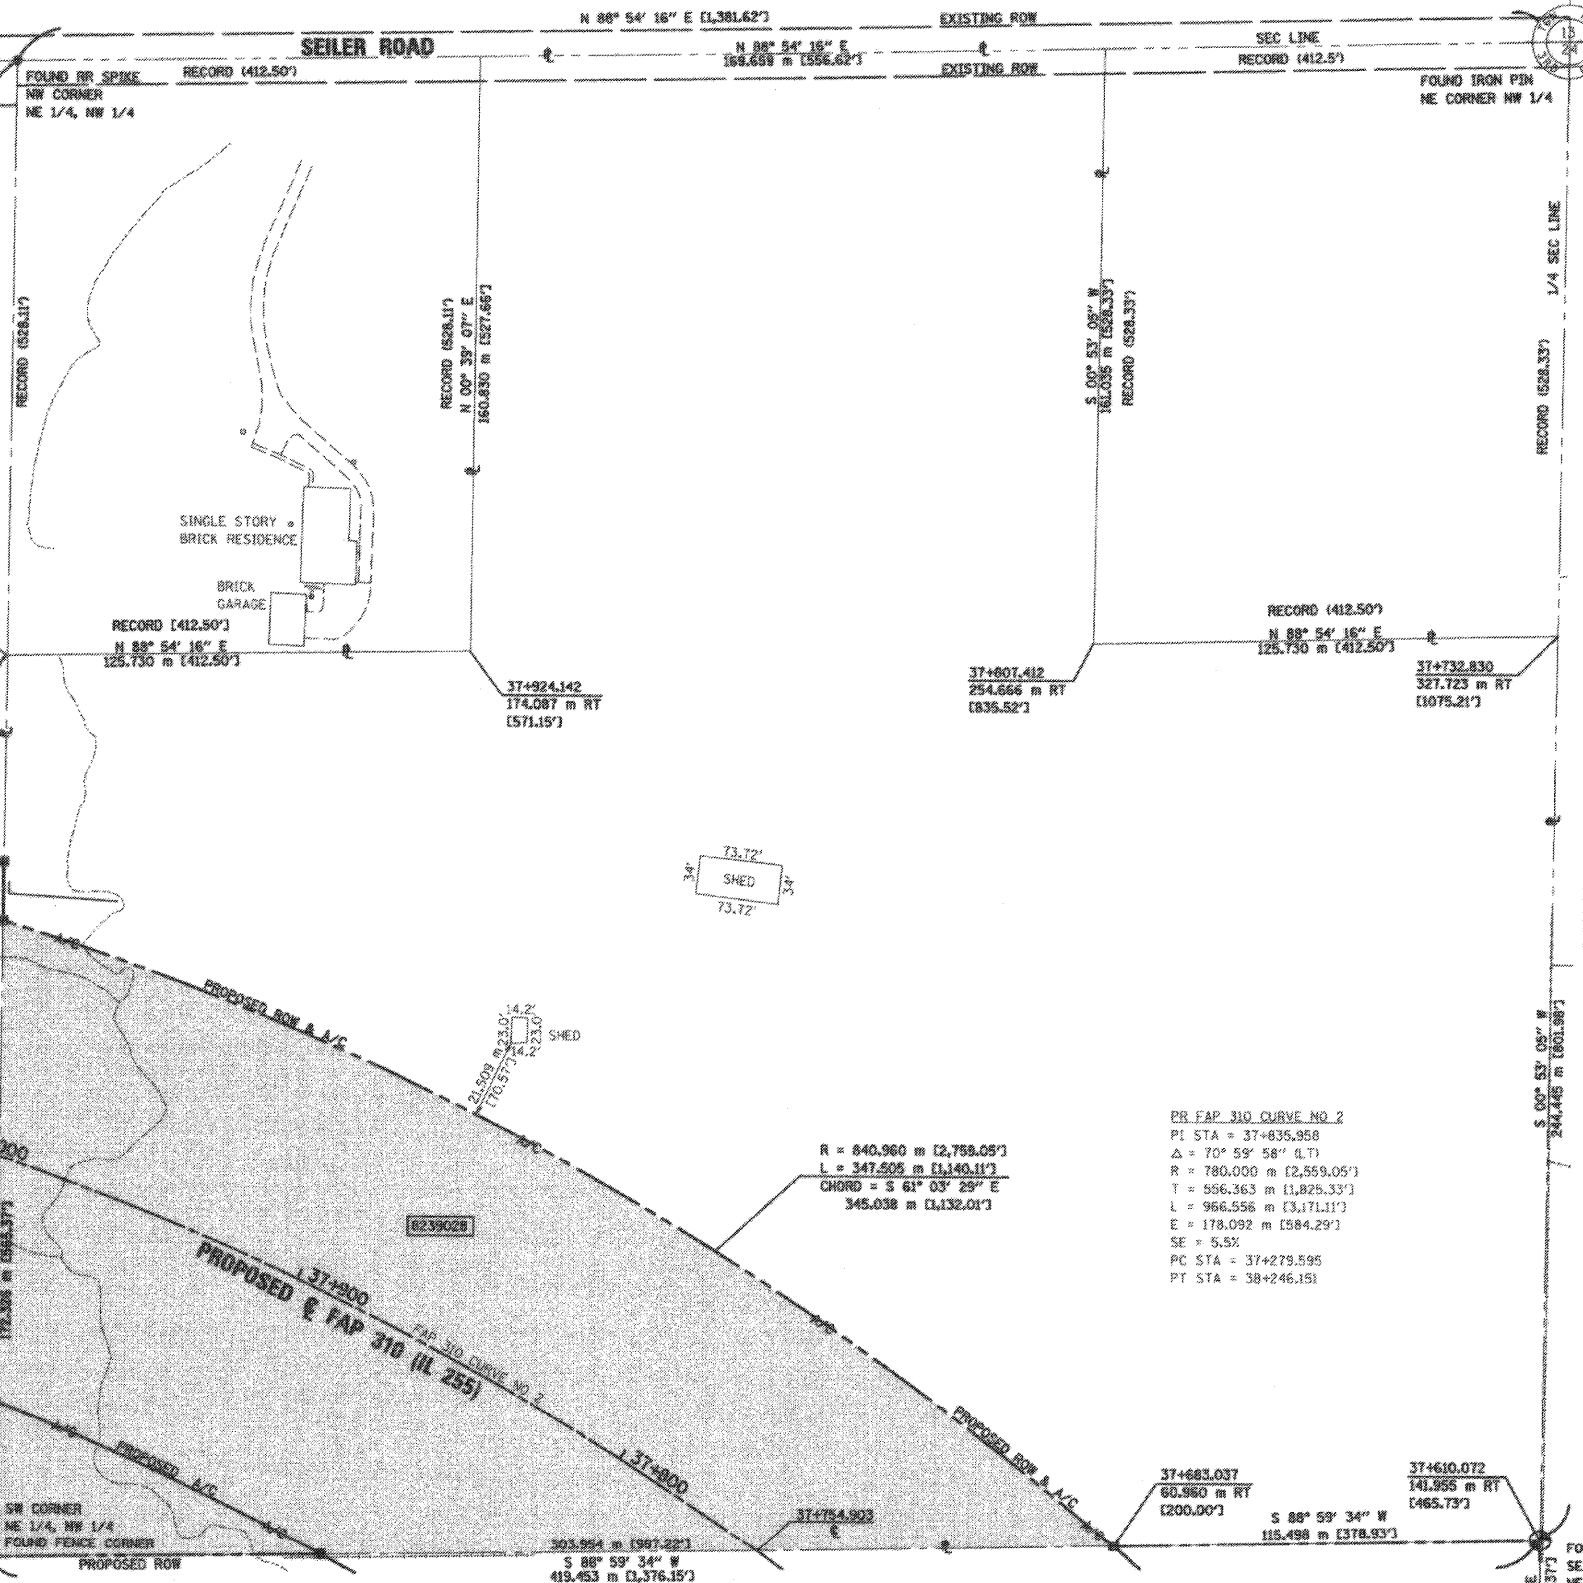 N 88° 54' 16" E [1,381.62']
EXISTING ROW
SEILER ROAD
N 88° 54' 16" E
169.659 m [556.62']
SEC LINE
RECORD (412.50')
EXISTING ROW
RECORD (412.5')
FOUND RR SPIKE
NW CORNER
NE 1/4, NW 1/4
FOUND IRON PIN
NE CORNER NW 1/4
13
24
RECORD (528.11')
RECORD (528.11')
N 00° 39' 07" E
160.830 m [527.66']
S 00° 53' 05" W
161.035 m [528.33']
RECORD (528.33')
1/4 SEC LINE
RECORD (528.33')
SINGLE STORY
BRICK RESIDENCE
BRICK
GARAGE
RECORD [412.50']
N 88° 54' 16" E
125.730 m [412.50']
RECORD (412.50')
N 88° 54' 16" E
125.730 m [412.50']
37+924.142
174.087 m RT
[571.15']
37+807.412
254.666 m RT
[835.52']
37+732.830
327.723 m RT
[1075.21']
73.72'
34'
SHED
34'
73.72'
A/C
PROPOSED ROW & A/C
14.2'
23.0'
23.0'
SHED
14.2'
21.509 m
[70.57']
A/C
S 00° 53' 05" W
244.445 m [801.98']
R = 840.960 m [2,759.05']
L = 347.505 m [1,140.11']
CHORD = S 61° 03' 29" E
345.038 m [1,132.01']
PR FAP 310 CURVE NO 2
PI STA = 37+835.958
Δ = 70° 59' 58" (LT)
R = 780.000 m [2,559.05']
T = 556.363 m [1,825.33']
L = 966.556 m [3,171.11']
E = 178.092 m [584.29']
SE = 5.5%
PC STA = 37+279.595
PT STA = 38+246.151
8239028
37+900
PROPOSED ℄ FAP 310 (IL 255)
FAP 310 CURVE NO 2
A/C
37+800
PROPOSED ROW & A/C
A/C
A/C
PROPOSED A/C
A/C
SW CORNER
NE 1/4, NW 1/4
FOUND FENCE CORNER
PROPOSED ROW
37+754.903
℄
303.954 m [997.22']
S 88° 59' 34" W
419.453 m [1,376.15']
37+683.037
60.960 m RT
[200.00']
37+610.072
141.955 m RT
[465.73']
S 88° 59' 34" W
115.498 m [378.93']